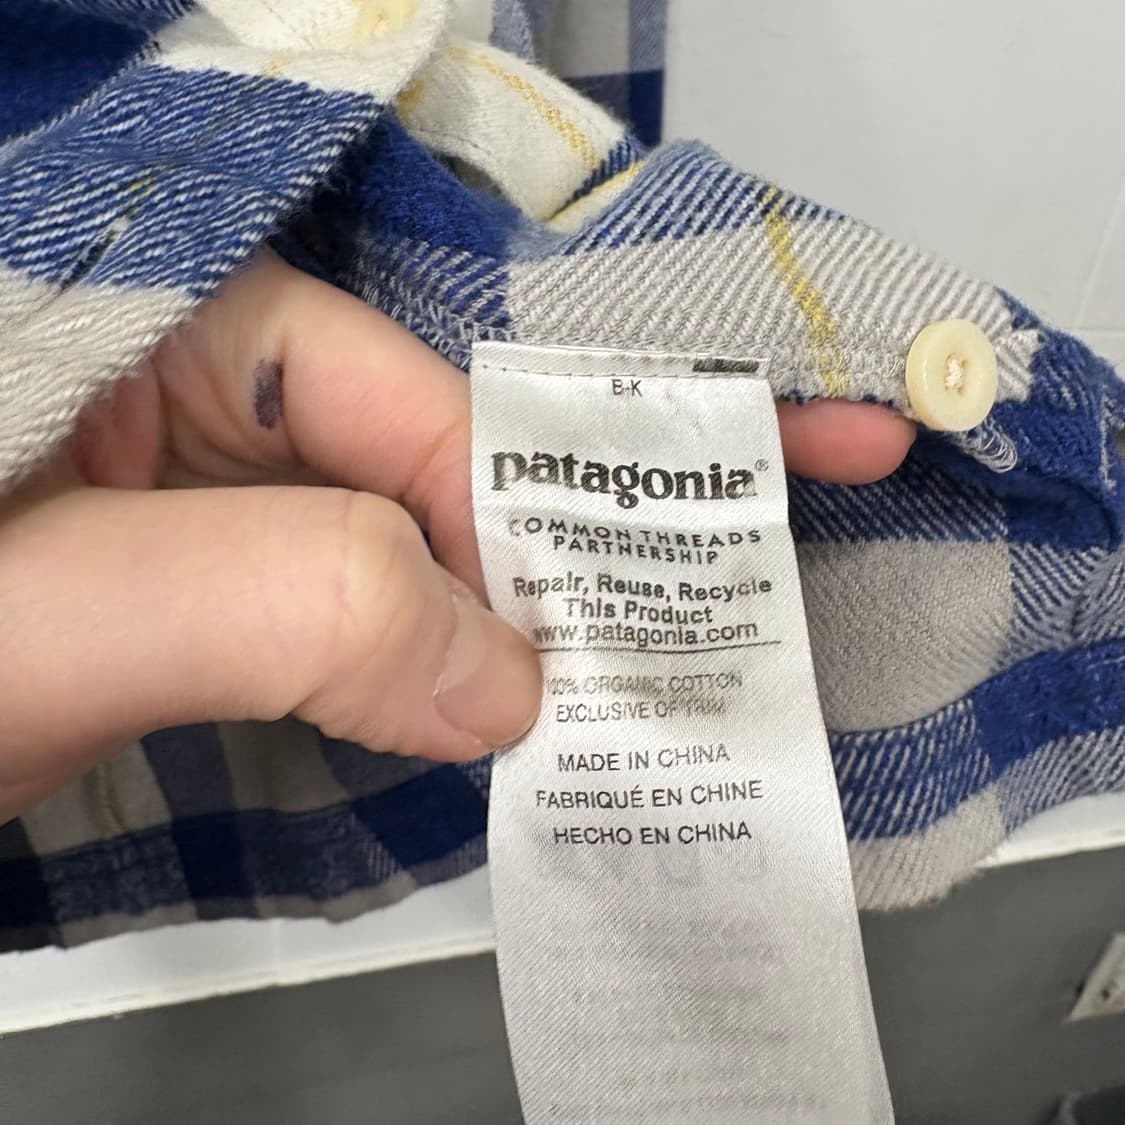 B-K
patagonia®
COMMON THREADS
PARTNERSHIP
Repair, Reuse, Recycle
This Product
www.patagonia.com
100% ORGANIC COTTON
EXCLUSIVE OF TRIM
MADE IN CHINA
FABRIQUÉ EN CHINE
HECHO EN CHINA